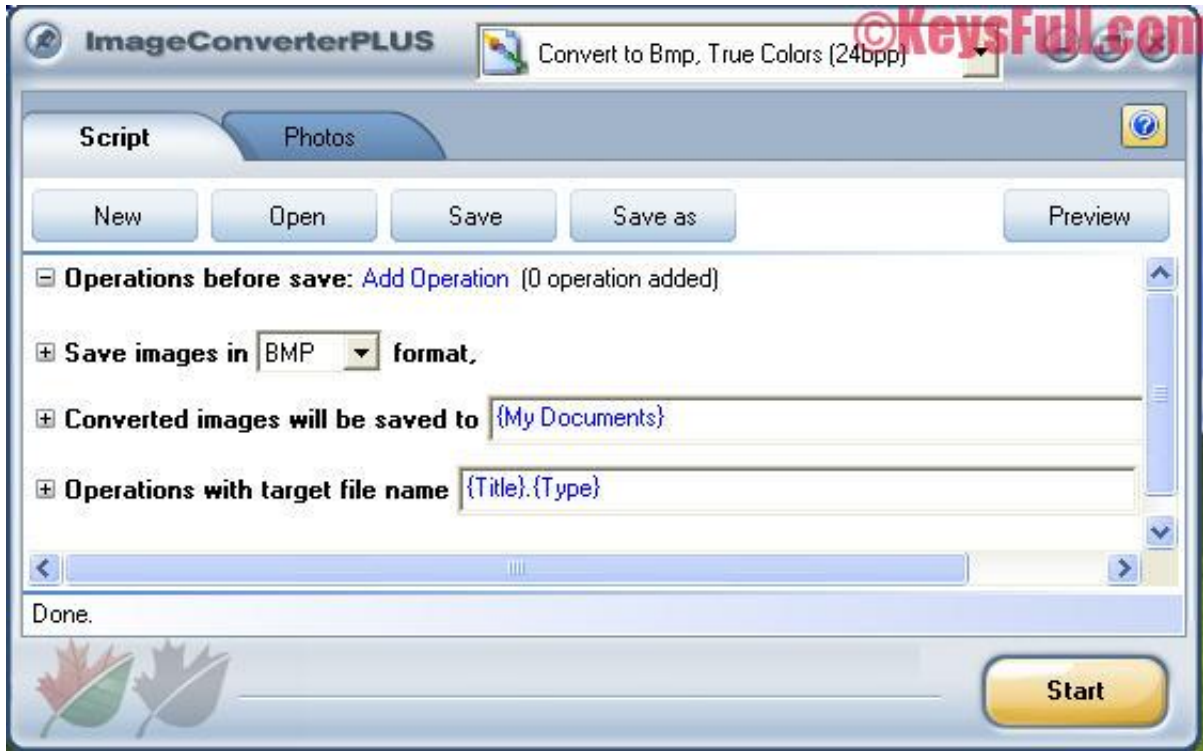 ImageConverterPLUS
Convert to Bmp, True Colors (24bpp)
©KeysFull.com
Script
Photos
New
Open
Save
Save as
Preview
Operations before save: Add Operation (0 operation added)
Save images in BMP format,
Converted images will be saved to {My Documents}
Operations with target file name {Title}.{Type}
Done.
Start